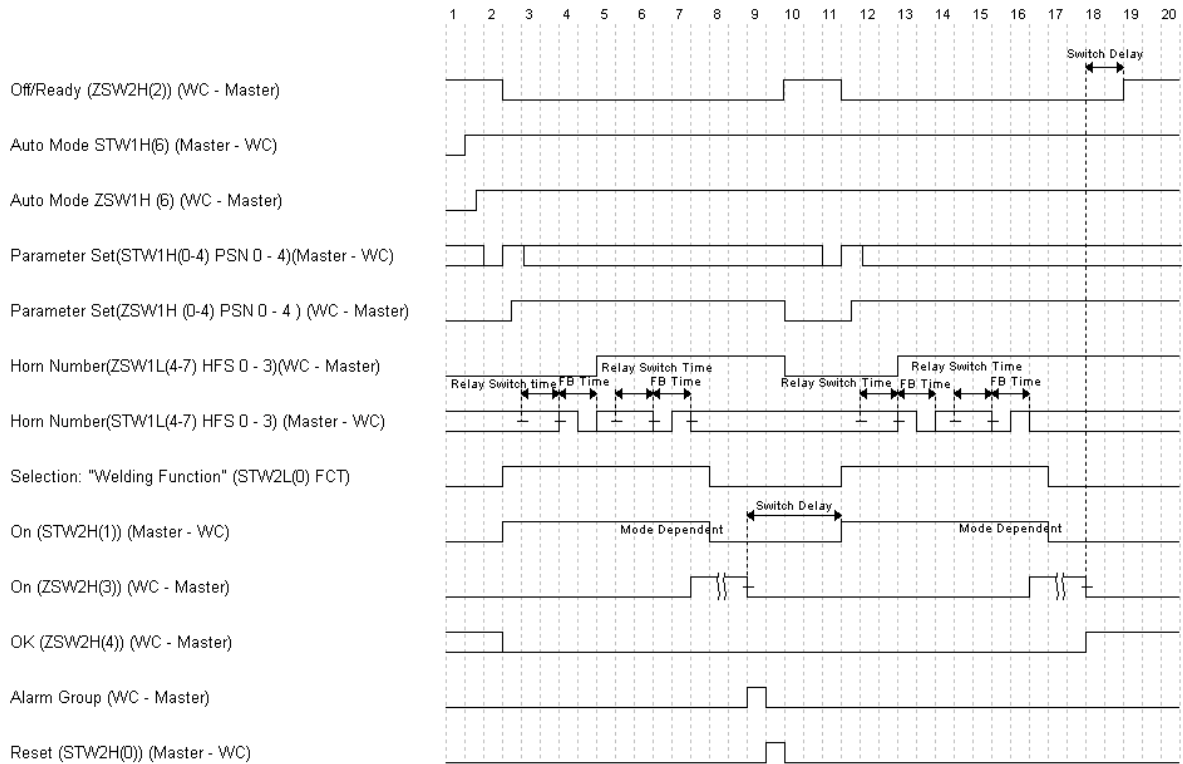 1 2 3 4 5 6 7 8 9 10 11 12 13 14 15 16 17 18 19 20
Switch Delay
Off/Ready (ZSW2H(2)) (WC - Master)
Auto Mode STW1H(6) (Master - WC)
Auto Mode ZSW1H (6) (WC - Master)
Parameter Set(STW1H(0-4) PSN 0 - 4)(Master - WC)
Parameter Set(ZSW1H (0-4) PSN 0 - 4 ) (WC - Master)
Horn Number(ZSW1L(4-7) HFS 0 - 3)(WC - Master)
Relay Switch Time Relay Switch Time
Relay Switch time FB Time FB Time Relay Switch Time FB Time FB Time
Horn Number(STW1L(4-7) HFS 0 - 3) (Master - WC)
Selection: "Welding Function" (STW2L(0) FCT)
Switch Delay
On (STW2H(1)) (Master - WC)
Mode Dependent Mode Dependent
On (ZSW2H(3)) (WC - Master)
OK (ZSW2H(4)) (WC - Master)
Alarm Group (WC - Master)
Reset (STW2H(0)) (Master - WC)